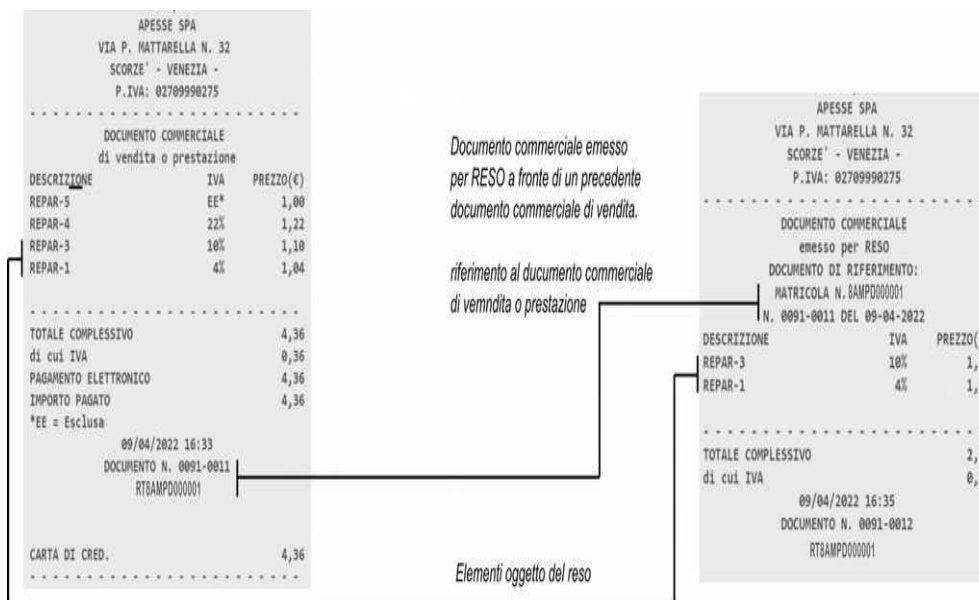 APESSE SPA
VIA P. MATTARELLA N. 32
SCORZE' - VENEZIA -
P.IVA: 02709990275
DOCUMENTO COMMERCIALE
di vendita o prestazione
DESCRIZIONE IVA PREZZO(€)
REPAR-5 EE* 1,00
REPAR-4 22% 1,22
REPAR-3 10% 1,10
REPAR-1 4% 1,04
TOTALE COMPLESSIVO 4,36
di cui IVA 0,36
PAGAMENTO ELETTRONICO 4,36
IMPORTO PAGATO 4,36
*EE = Esclusa
09/04/2022 16:33
DOCUMENTO N. 0091-0011
RT8AMPD000001
CARTA DI CRED. 4,36
Documento commerciale emesso
per RESO a fronte di un precedente
documento commerciale di vendita.
riferimento al ducumento commerciale
di vemndita o prestazione
Elementi oggetto del reso
APESSE SPA
VIA P. MATTARELLA N. 32
SCORZE' - VENEZIA -
P.IVA: 02709990275
DOCUMENTO COMMERCIALE
emesso per RESO
DOCUMENTO DI RIFERIMENTO:
MATRICOLA N.8AMPD000001
N. 0091-0011 DEL 09-04-2022
DESCRIZIONE IVA PREZZO(
REPAR-3 10% 1,
REPAR-1 4% 1,
TOTALE COMPLESSIVO 2,
di cui IVA 0,
09/04/2022 16:35
DOCUMENTO N. 0091-0012
RT8AMPD000001